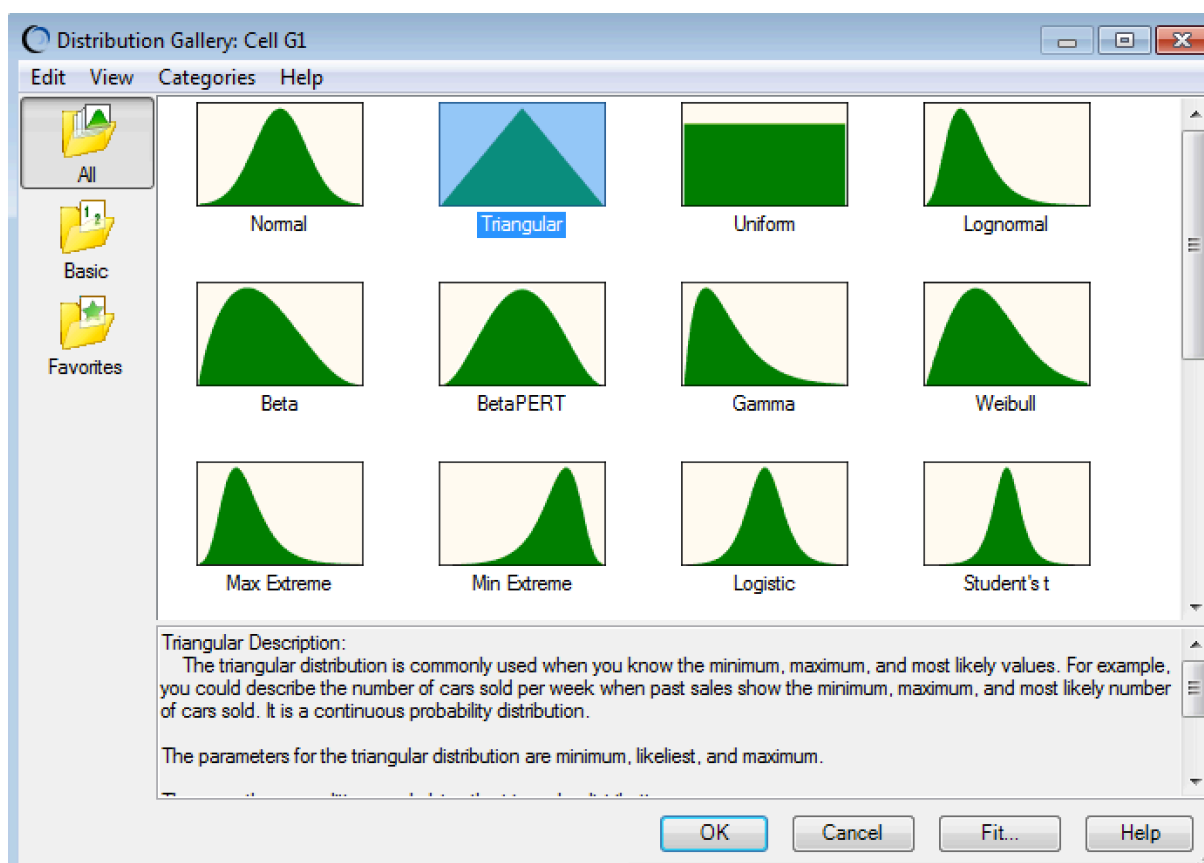 Distribution Gallery: Cell G1
Edit View Categories Help
All
Basic
Favorites
Normal Triangular Uniform Lognormal
Beta BetaPERT Gamma Weibull
Max Extreme Min Extreme Logistic Student's t
Triangular Description:
The triangular distribution is commonly used when you know the minimum, maximum, and most likely values. For example,
you could describe the number of cars sold per week when past sales show the minimum, maximum, and most likely number
of cars sold. It is a continuous probability distribution.
The parameters for the triangular distribution are minimum, likeliest, and maximum.
OK Cancel Fit... Help